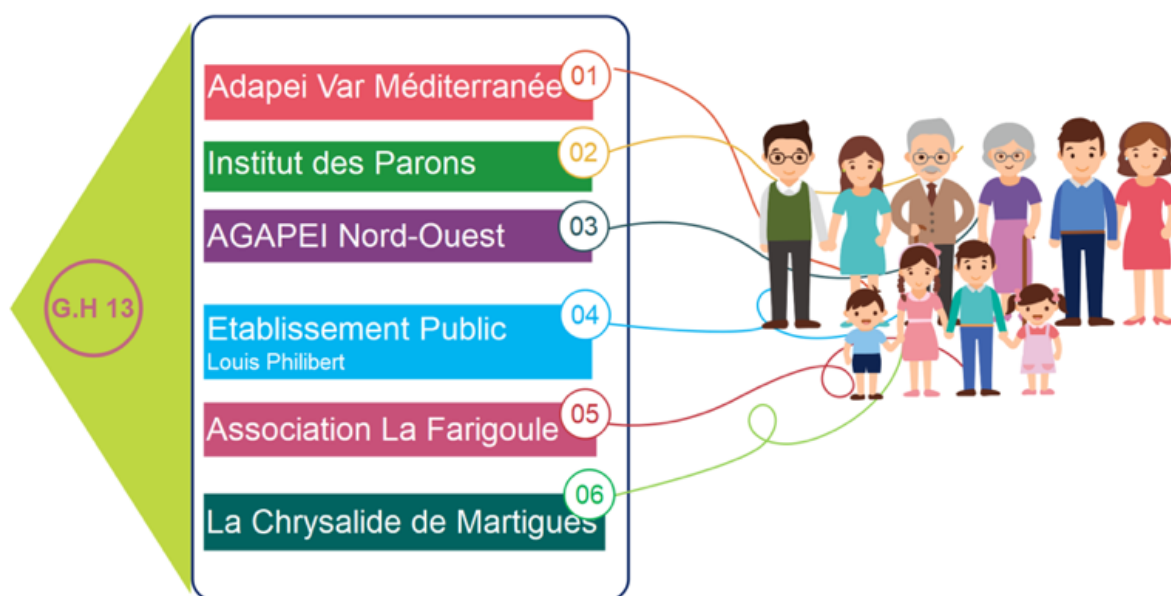 G.H 13
Adapei Var Méditerranée
01
Institut des Parons
02
AGAPEI Nord-Ouest
03
Etablissement Public
Louis Philibert
04
Association La Farigoule
05
La Chrysalide de Martigues
06